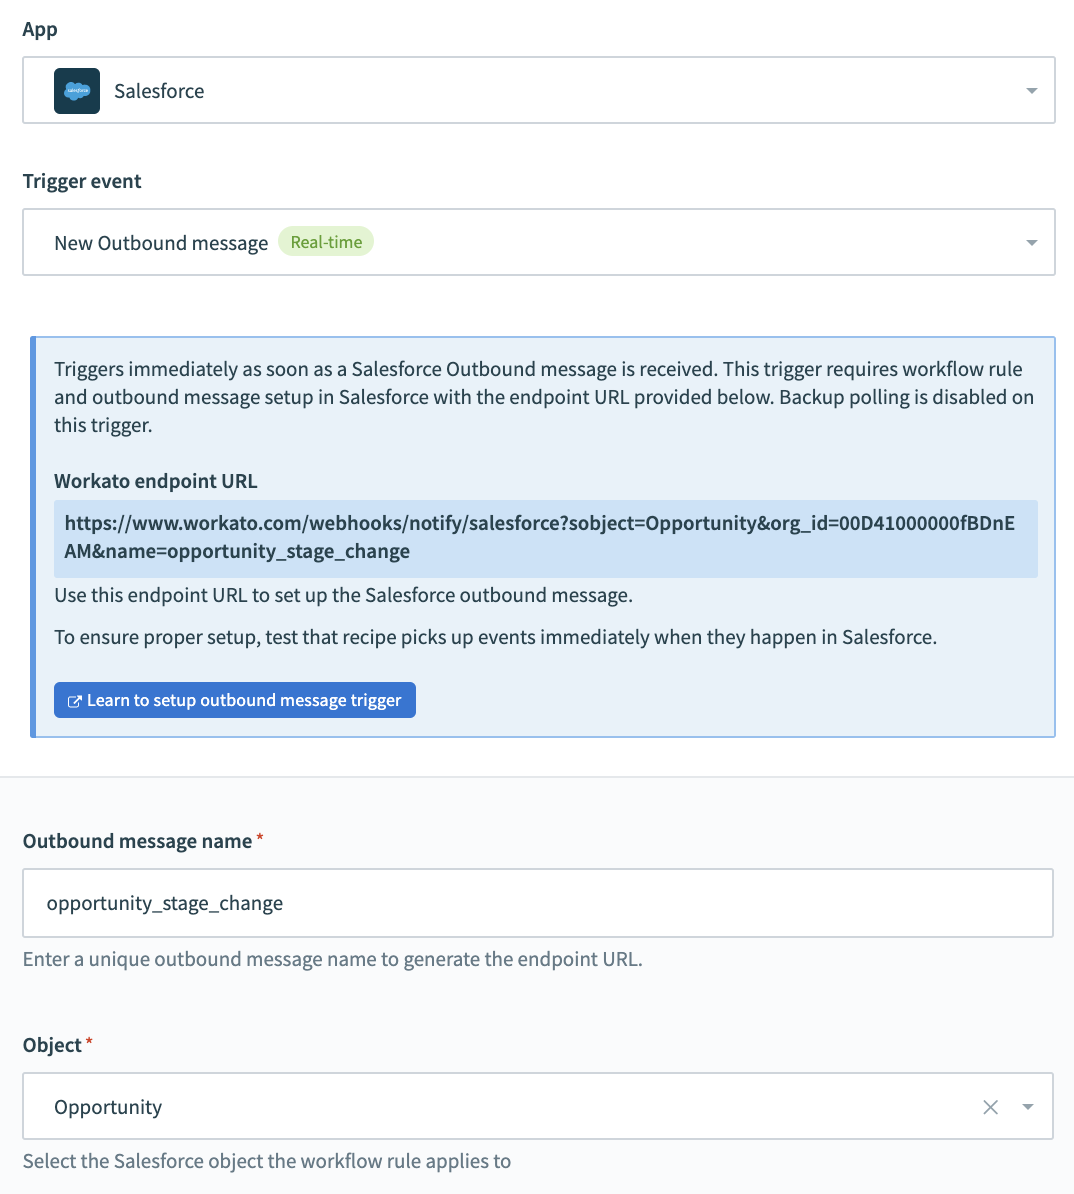 App
salesforce
Salesforce
Trigger event
New Outbound message Real-time
Triggers immediately as soon as a Salesforce Outbound message is received. This trigger requires workflow rule
and outbound message setup in Salesforce with the endpoint URL provided below. Backup polling is disabled on
this trigger.
Workato endpoint URL
https://www.workato.com/webhooks/notify/salesforce?sobject=Opportunity&org_id=00D41000000fBDnE
AM&name=opportunity_stage_change
Use this endpoint URL to set up the Salesforce outbound message.
To ensure proper setup, test that recipe picks up events immediately when they happen in Salesforce.
Learn to setup outbound message trigger
Outbound message name *
opportunity_stage_change
Enter a unique outbound message name to generate the endpoint URL.
Object *
Opportunity
Select the Salesforce object the workflow rule applies to